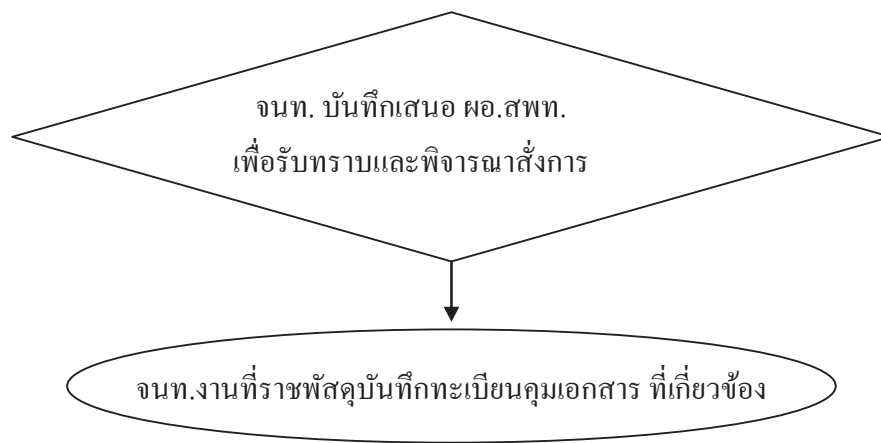 จนท. บันทึกเสนอ ผอ.สพท.
เพื่อรับทราบและพิจารณาสั่งการ
จนท.งานที่ราชพัสดุบันทึกทะเบียนคุมเอกสาร ที่เกี่ยวข้อง